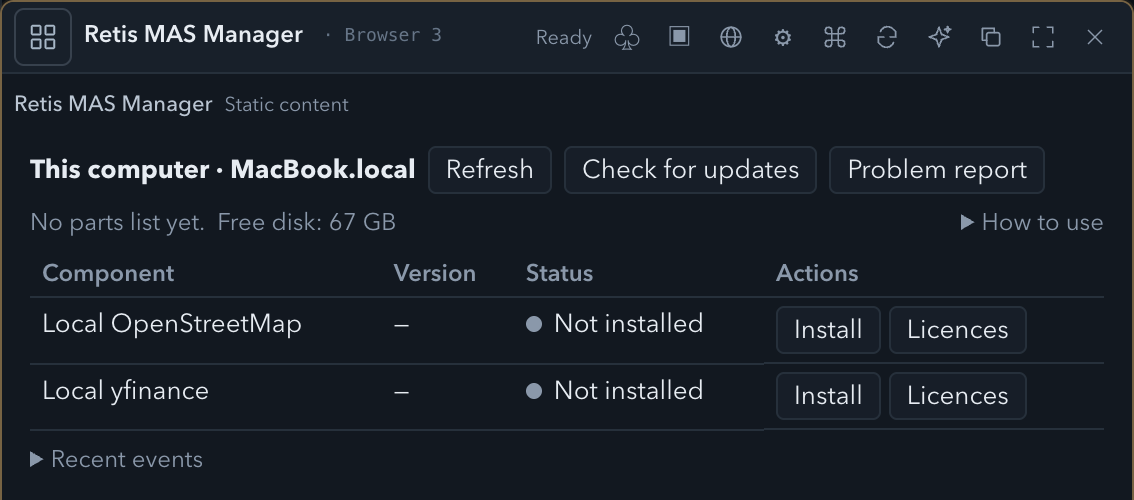 Retis MAS Manager · Browser 3 Ready
Retis MAS Manager Static content
This computer · MacBook.local Refresh Check for updates Problem report
No parts list yet. Free disk: 67 GB ▶ How to use
Component Version Status Actions
Local OpenStreetMap – Not installed Install Licences
Local yfinance – Not installed Install Licences
▶ Recent events